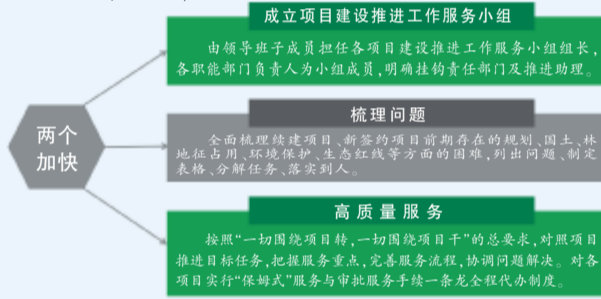 成立项目建设推进工作服务小组
由领导班子成员担任各项目建设推进工作服务小组组长,
各职能部门负责人为小组成员,明确挂钩责任部门及推进助理。
两个
加快
梳理问题
全面梳理续建项目、新签约项目前期存在的规划、国土、林
地征占用、环境保护、生态红线等方面的困难,列出问题、制定
表格、分解任务、落实到人。
高质量服务
按照“一切围绕项目转,一切围绕项目干”的总要求,对照项目
推进目标任务,把握服务重点,完善服务流程,协调问题解决。对各
项目实行“保姆式”服务与审批服务手续一条龙全程代办制度。